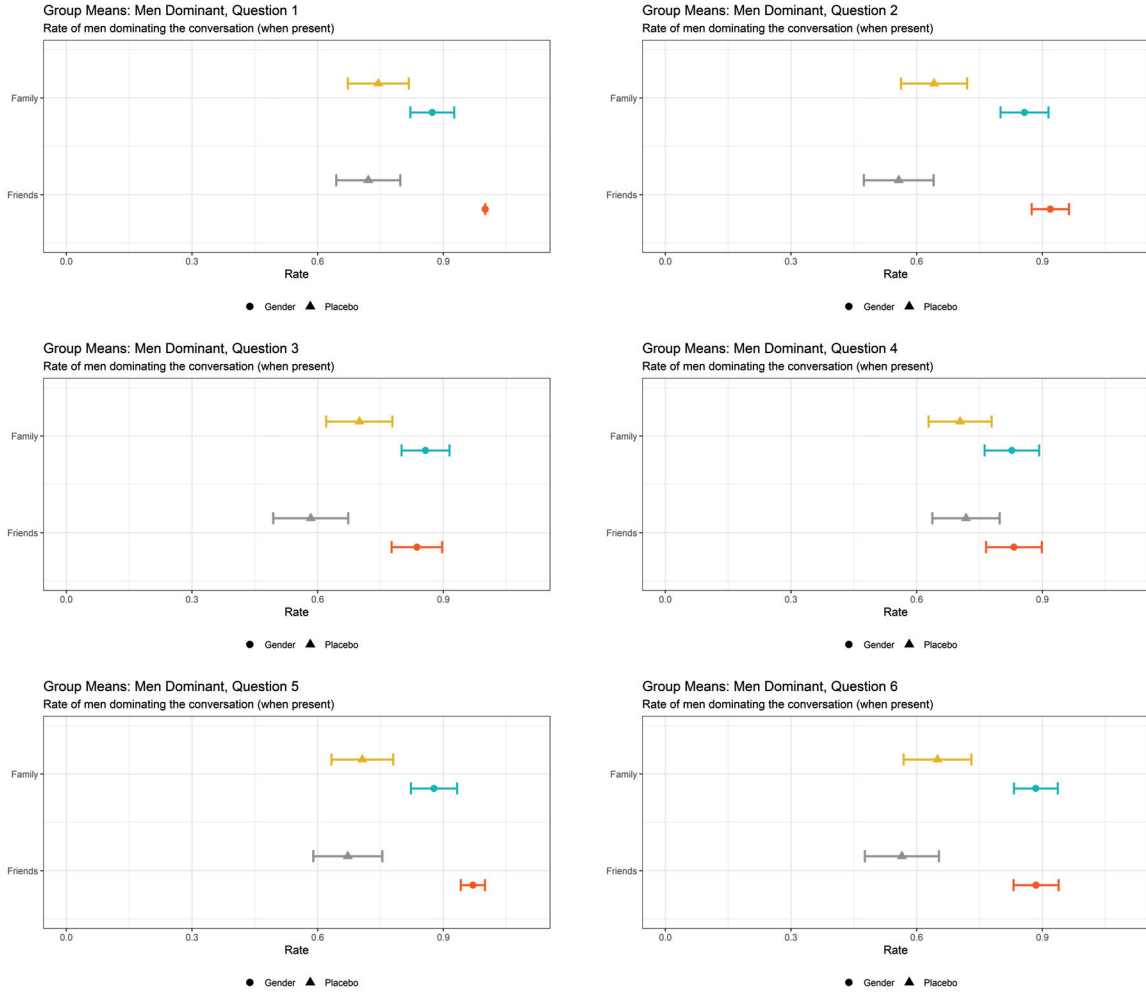 Group Means: Men Dominant, Question 1
Rate of men dominating the conversation (when present)
Family
Friends
0.0 0.3 0.6 0.9
Rate
Gender Placebo
Group Means: Men Dominant, Question 2
Rate of men dominating the conversation (when present)
Family
Friends
0.0 0.3 0.6 0.9
Rate
Gender Placebo
Group Means: Men Dominant, Question 3
Rate of men dominating the conversation (when present)
Family
Friends
0.0 0.3 0.6 0.9
Rate
Gender Placebo
Group Means: Men Dominant, Question 4
Rate of men dominating the conversation (when present)
Family
Friends
0.0 0.3 0.6 0.9
Rate
Gender Placebo
Group Means: Men Dominant, Question 5
Rate of men dominating the conversation (when present)
Family
Friends
0.0 0.3 0.6 0.9
Rate
Gender Placebo
Group Means: Men Dominant, Question 6
Rate of men dominating the conversation (when present)
Family
Friends
0.0 0.3 0.6 0.9
Rate
Gender Placebo